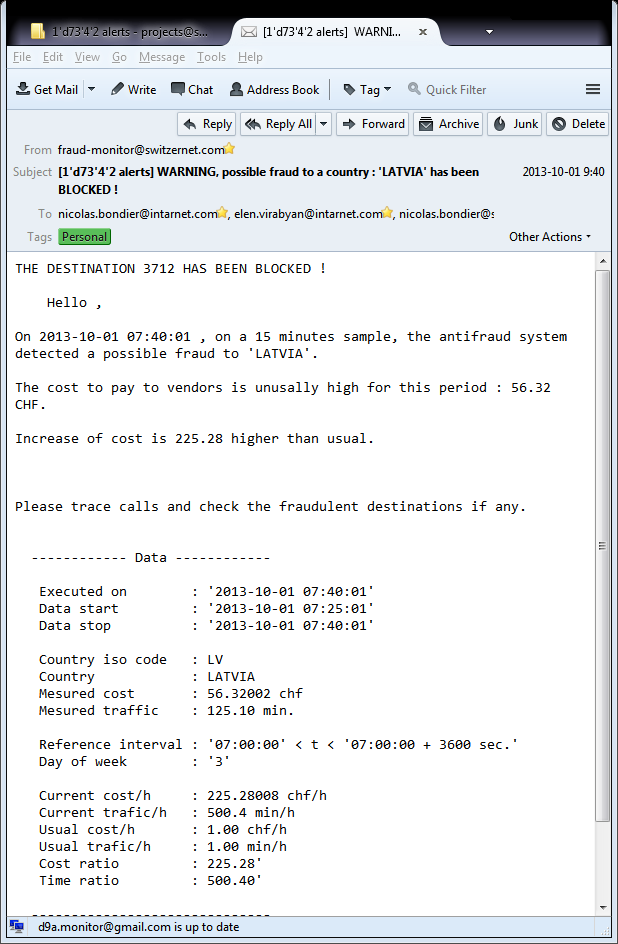 1'd73'4'2 alerts - projects@s...
[1'd73'4'2 alerts] WARNI...
File Edit View Go Message Tools Help
Get Mail Write Chat Address Book Tag Quick Filter
Reply Reply All Forward Archive Junk Delete
From fraud-monitor@switzernet.com
Subject [1'd73'4'2 alerts] WARNING, possible fraud to a country : 'LATVIA' has been 2013-10-01 9:40
BLOCKED !
To nicolas.bondier@intarnet.com, elen.virabyan@intarnet.com, nicolas.bondier@s
Tags Personal Other Actions
THE DESTINATION 3712 HAS BEEN BLOCKED !
Hello ,
On 2013-10-01 07:40:01 , on a 15 minutes sample, the antifraud system
detected a possible fraud to 'LATVIA'.
The cost to pay to vendors is unusally high for this period : 56.32
CHF.
Increase of cost is 225.28 higher than usual.
Please trace calls and check the fraudulent destinations if any.
------------ Data ------------
Executed on : '2013-10-01 07:40:01'
Data start : '2013-10-01 07:25:01'
Data stop : '2013-10-01 07:40:01'
Country iso code : LV
Country : LATVIA
Mesured cost : 56.32002 chf
Mesured traffic : 125.10 min.
Reference interval : '07:00:00' < t < '07:00:00 + 3600 sec.'
Day of week : '3'
Current cost/h : 225.28008 chf/h
Current trafic/h : 500.4 min/h
Usual cost/h : 1.00 chf/h
Usual trafic/h : 1.00 min/h
Cost ratio : 225.28'
Time ratio : 500.40'
------------------------------
d9a.monitor@gmail.com is up to date